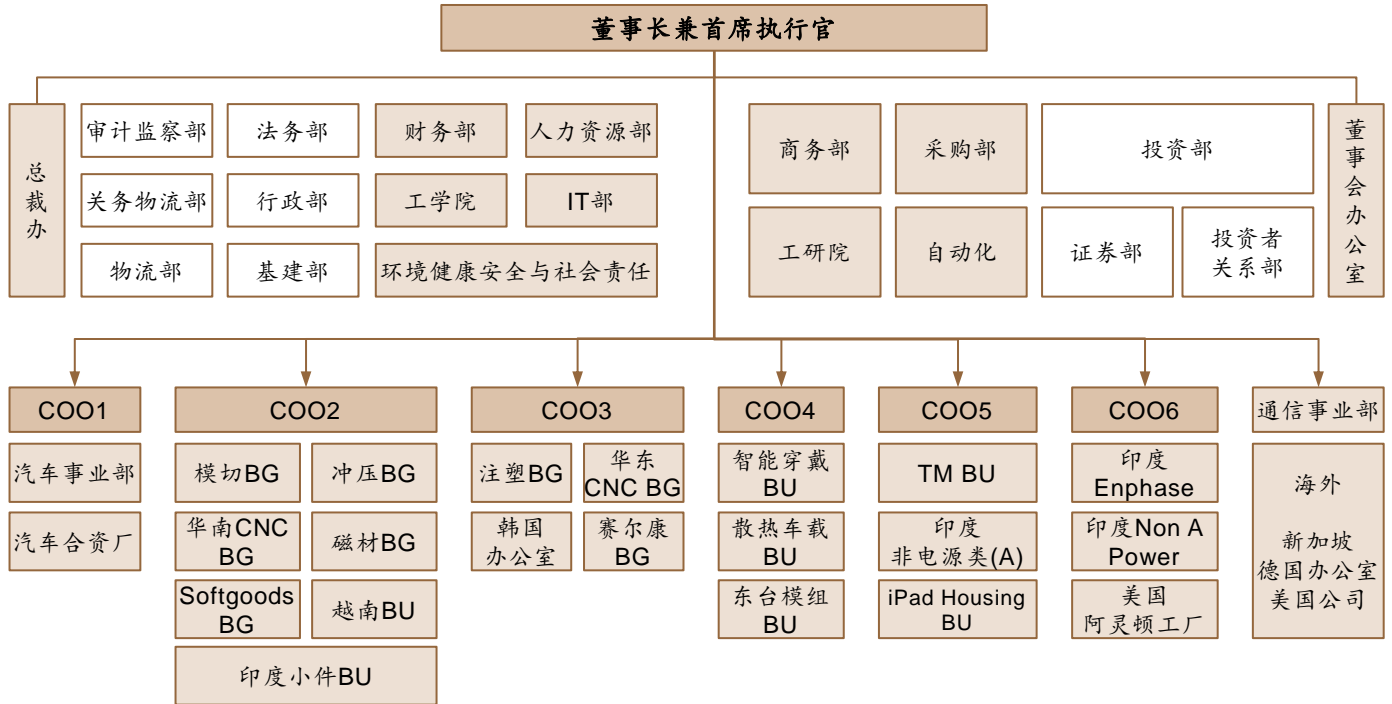 董事长兼首席执行官
总
裁
办
审计监察部
法务部
财务部
人力资源部
关务物流部
行政部
工学院
IT部
物流部
基建部
环境健康安全与社会责任
商务部
采购部
投资部
工研院
自动化
证券部
投资者
关系部
董
事
会
办
公
室
COO1
汽车事业部
汽车合资厂
COO2
模切BG
冲压BG
华南CNC
BG
磁材BG
Softgoods
BG
越南BU
印度小件BU
COO3
注塑BG
华东
CNC BG
韩国
办公室
赛尔康
BG
COO4
智能穿戴
BU
散热车载
BU
东台模组
BU
COO5
TM BU
印度
非电源类(A)
iPad Housing
BU
COO6
印度
Enphase
印度Non A
Power
美国
阿灵顿工厂
通信事业部
海外
新加坡
德国办公室
美国公司